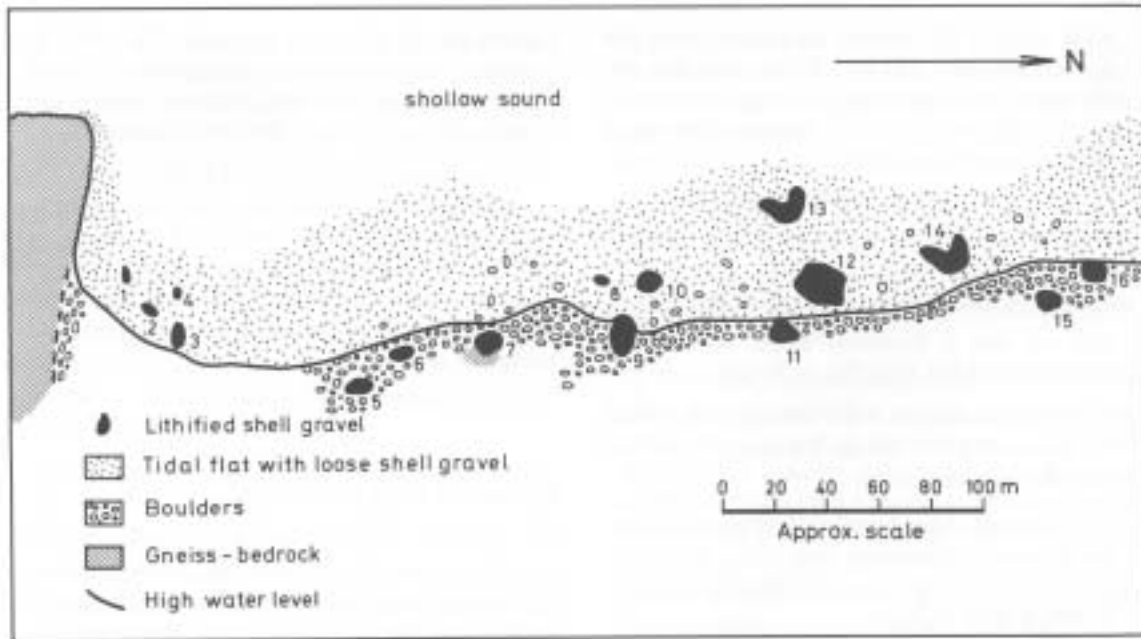 N
shollow sound
13
14
12
1
4
8
10
16
2
3
15
7
11
6
9
5
Lithified shell gravel
Tidal flat with loose shell gravel
0 20 40 60 80 100 m
Boulders
Approx. scale
Gneiss - bedrock
High water level